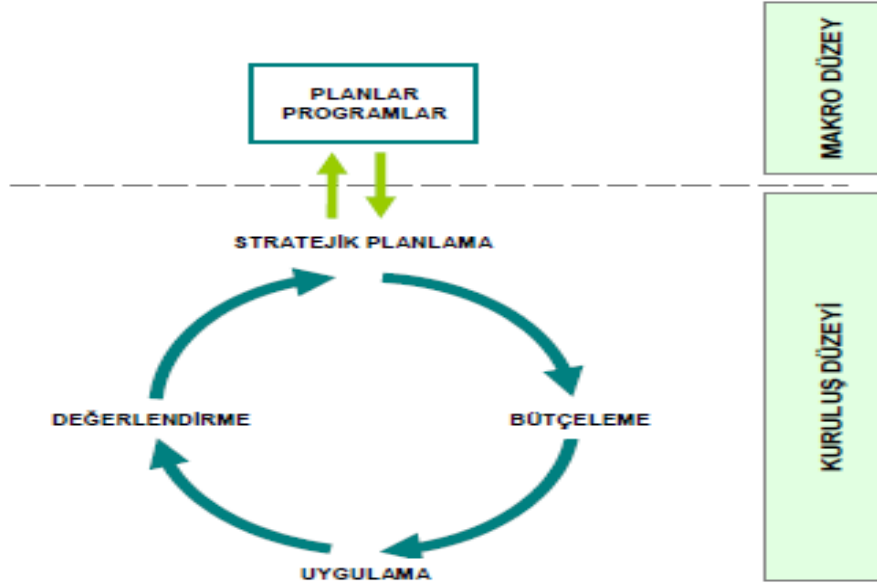 PLANLAR
PROGRAMLAR
MAKRO DÜZEY
STRATEJİK PLANLAMA
DEĞERLENDİRME
BÜTÇELEME
KURULUŞ DÜZEYİ
UYGULAMA